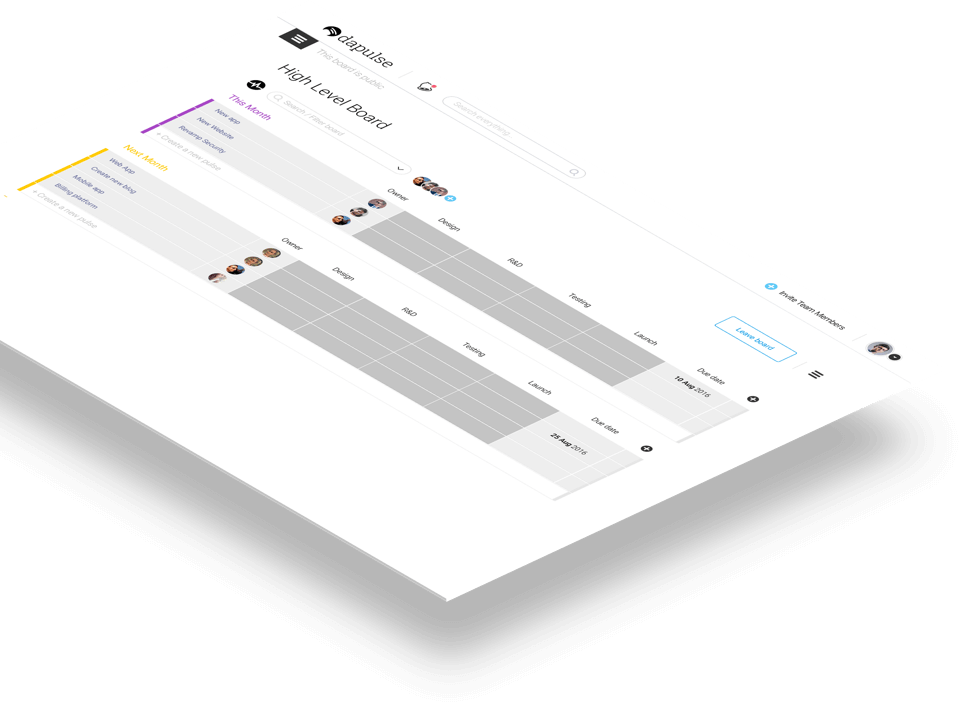 dapulse
Search everything...
This board is public
High Level Board
Search / Filter board
Invite Team Members
Leave board
This Month
Owner
Design
R&D
Testing
Launch
Due date
New app
New Website
Revamp Security
+ Create a new pulse
10 Aug 2016
Next Month
Owner
Design
R&D
Testing
Launch
Due date
Web App
Create new blog
Mobile app
Billing platform
+ Create a new pulse
25 Aug 2016